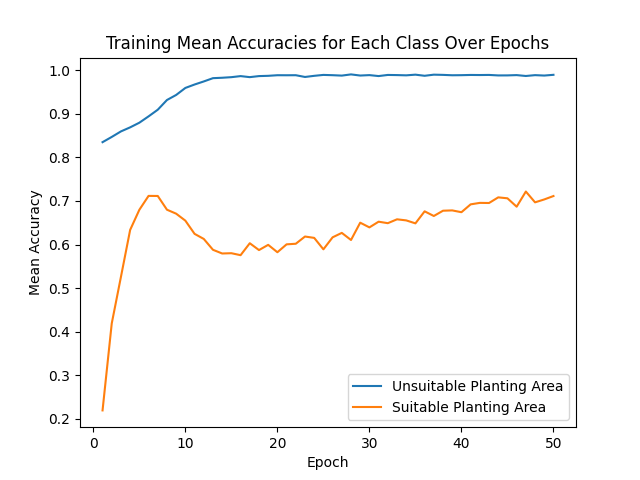 Training Mean Accuracies for Each Class Over Epochs
1.0
0.9
0.8
0.7
0.6
0.5
0.4
0.3
0.2
Mean Accuracy
Unsuitable Planting Area
Suitable Planting Area
0 10 20 30 40 50
Epoch